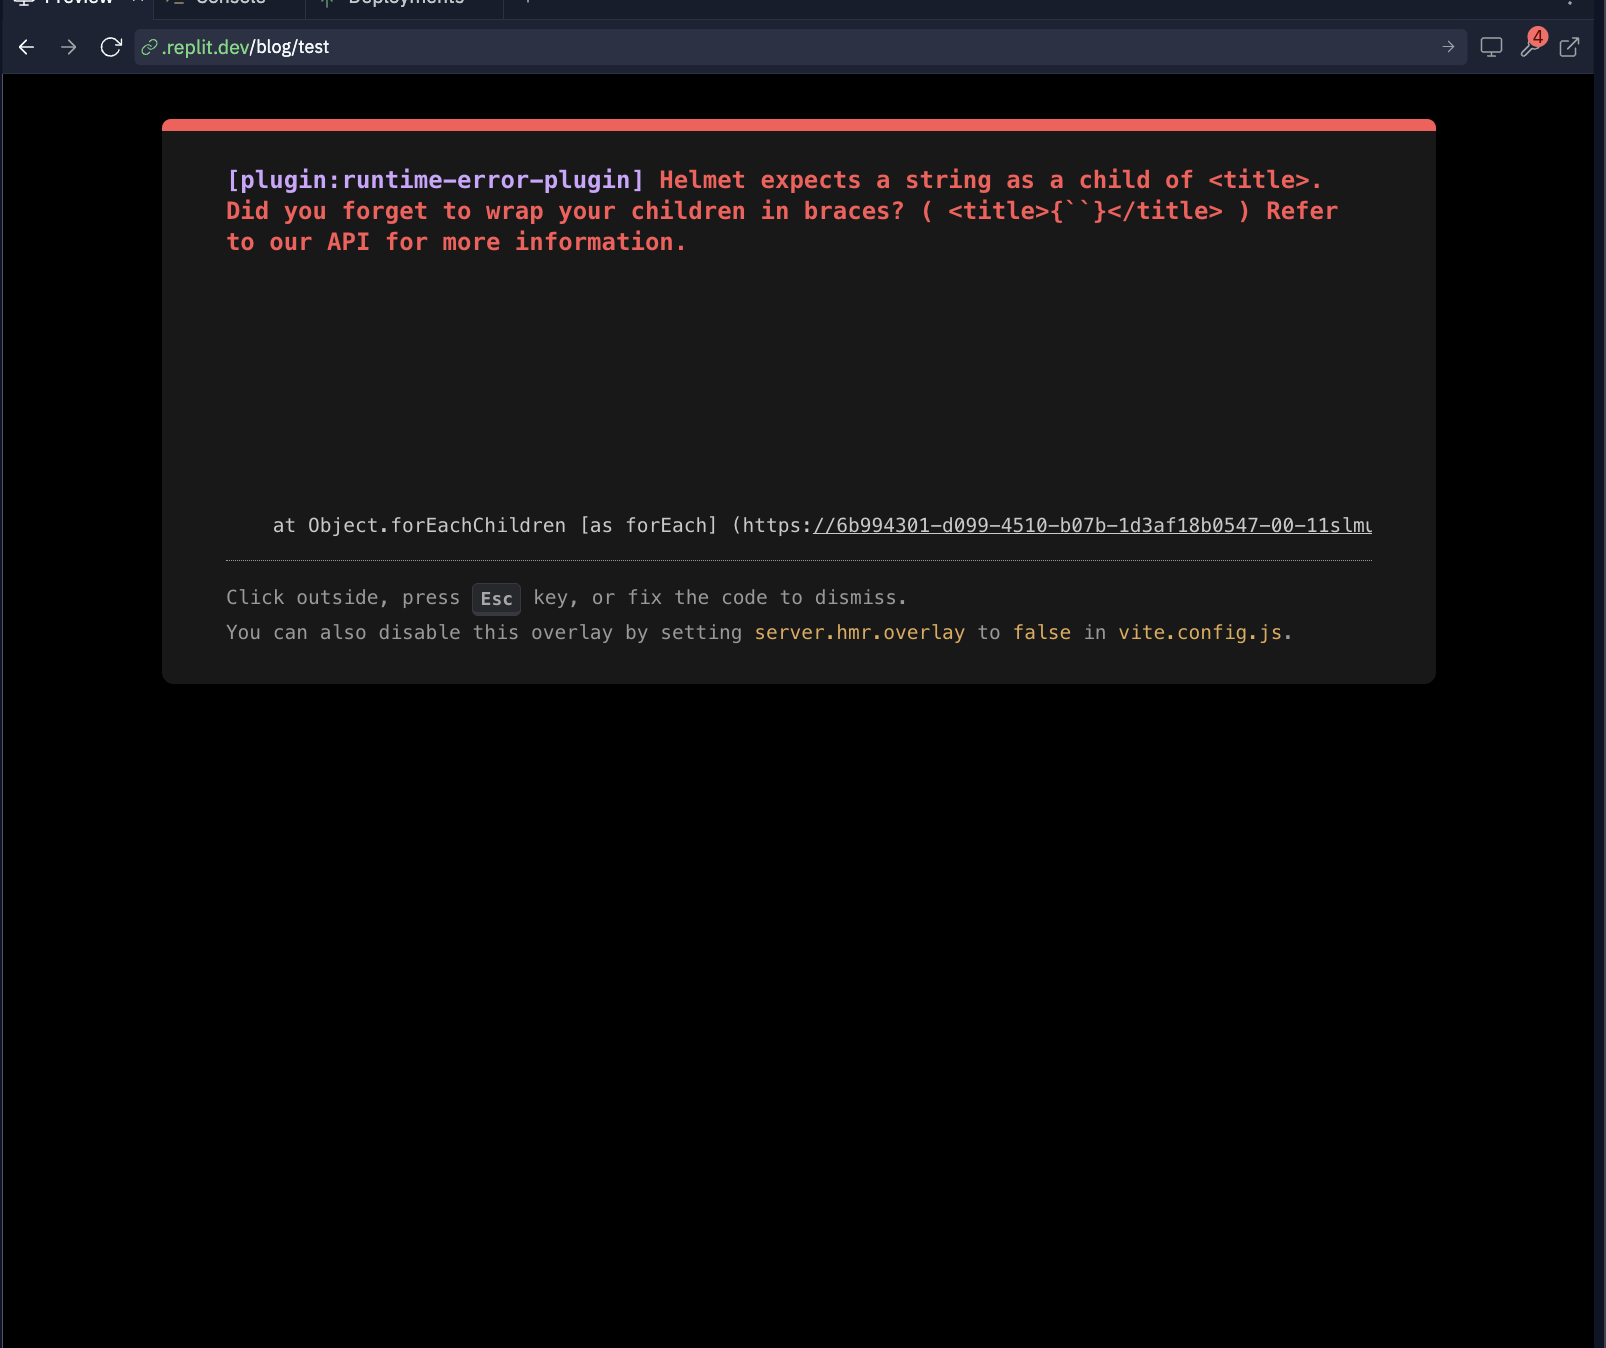 Preview
Console
Deployments
.replit.dev/blog/test
4
[plugin:runtime-error-plugin] Helmet expects a string as a child of <title>.
Did you forget to wrap your children in braces? ( <title>{``}</title> ) Refer
to our API for more information.
at Object.forEachChildren [as forEach] (https://6b994301-d099-4510-b07b-1d3af18b0547-00-11slmu
Click outside, press Esc key, or fix the code to dismiss.
You can also disable this overlay by setting server.hmr.overlay to false in vite.config.js.